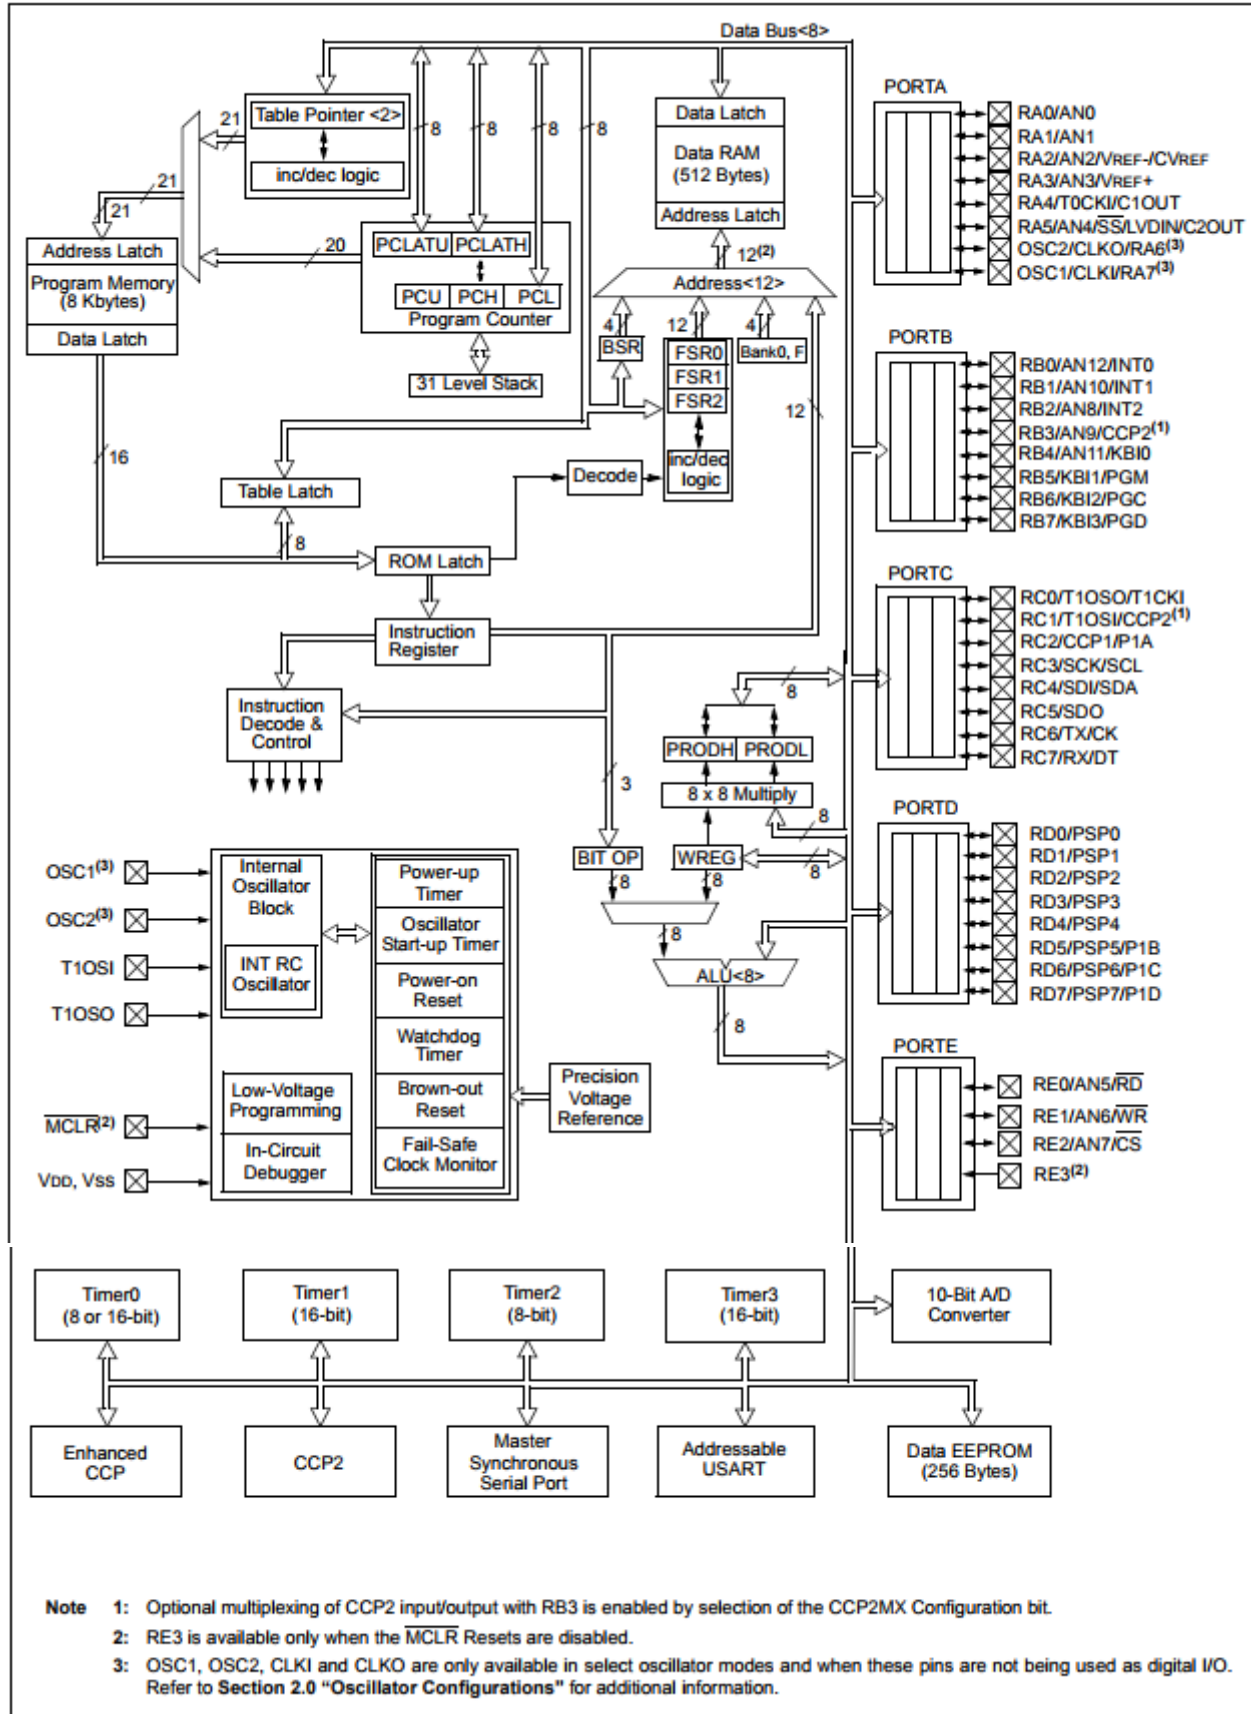 Data Bus<8>
Table Pointer <2>
inc/dec logic
21
21
21
20
8
8
8
8
Address Latch
Program Memory
(8 Kbytes)
Data Latch
PCLATU PCLATH
PCU PCH PCL
Program Counter
31 Level Stack
Data Latch
Data RAM
(512 Bytes)
Address Latch
12(2)
Address<12>
4
12
4
BSR
FSR0
FSR1
FSR2
inc/dec
logic
Bank0, F
12
16
Table Latch
8
Decode
ROM Latch
Instruction
Register
Instruction
Decode &
Control
3
8
PRODH PRODL
8 x 8 Multiply
8
BIT OP
WREG
8
8
8
8
ALU<8>
8
OSC1(3)
OSC2(3)
T1OSI
T1OSO
MCLR(2)
VDD, VSS
Internal
Oscillator
Block
INT RC
Oscillator
Low-Voltage
Programming
In-Circuit
Debugger
Power-up
Timer
Oscillator
Start-up Timer
Power-on
Reset
Watchdog
Timer
Brown-out
Reset
Fail-Safe
Clock Monitor
Precision
Voltage
Reference
PORTA
RA0/AN0
RA1/AN1
RA2/AN2/VREF-/CVREF
RA3/AN3/VREF+
RA4/T0CKI/C1OUT
RA5/AN4/SS/LVDIN/C2OUT
OSC2/CLKO/RA6(3)
OSC1/CLKI/RA7(3)
PORTB
RB0/AN12/INT0
RB1/AN10/INT1
RB2/AN8/INT2
RB3/AN9/CCP2(1)
RB4/AN11/KBI0
RB5/KBI1/PGM
RB6/KBI2/PGC
RB7/KBI3/PGD
PORTC
RC0/T1OSO/T1CKI
RC1/T1OSI/CCP2(1)
RC2/CCP1/P1A
RC3/SCK/SCL
RC4/SDI/SDA
RC5/SDO
RC6/TX/CK
RC7/RX/DT
PORTD
RD0/PSP0
RD1/PSP1
RD2/PSP2
RD3/PSP3
RD4/PSP4
RD5/PSP5/P1B
RD6/PSP6/P1C
RD7/PSP7/P1D
PORTE
RE0/AN5/RD
RE1/AN6/WR
RE2/AN7/CS
RE3(2)
Timer0
(8 or 16-bit)
Timer1
(16-bit)
Timer2
(8-bit)
Timer3
(16-bit)
10-Bit A/D
Converter
Enhanced
CCP
CCP2
Master
Synchronous
Serial Port
Addressable
USART
Data EEPROM
(256 Bytes)
Note 1: Optional multiplexing of CCP2 input/output with RB3 is enabled by selection of the CCP2MX Configuration bit.
2: RE3 is available only when the MCLR Resets are disabled.
3: OSC1, OSC2, CLKI and CLKO are only available in select oscillator modes and when these pins are not being used as digital I/O.
Refer to Section 2.0 “Oscillator Configurations” for additional information.